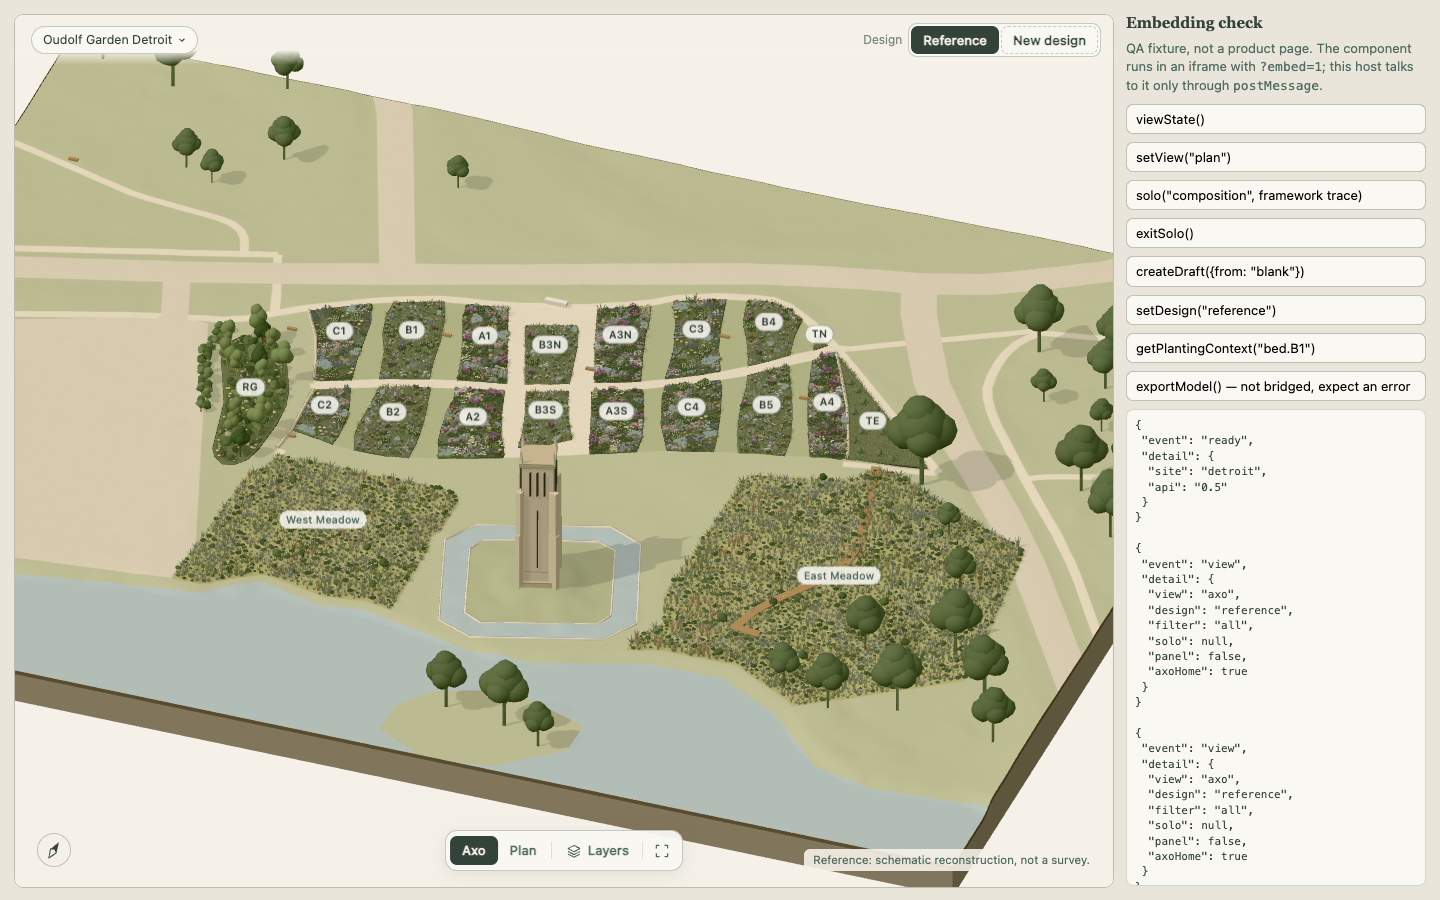 Oudolf Garden Detroit
Design
Reference
New design
C1
B1
A1
B3N
A3N
C3
B4
TN
RG
C2
B2
A2
B3S
A3S
C4
B5
A4
TE
West Meadow
East Meadow
Axo
Plan
Layers
Reference: schematic reconstruction, not a survey.
Embedding check
QA fixture, not a product page. The component
runs in an iframe with ?embed=1; this host talks
to it only through postMessage.
viewState()
setView("plan")
solo("composition", framework trace)
exitSolo()
createDraft({from: "blank"})
setDesign("reference")
getPlantingContext("bed.B1")
exportModel() — not bridged, expect an error
{
"event": "ready",
"detail": {
"site": "detroit",
"api": "0.5"
}
}
{
"event": "view",
"detail": {
"view": "axo",
"design": "reference",
"filter": "all",
"solo": null,
"panel": false,
"axoHome": true
}
}
{
"event": "view",
"detail": {
"view": "axo",
"design": "reference",
"filter": "all",
"solo": null,
"panel": false,
"axoHome": true
}
}